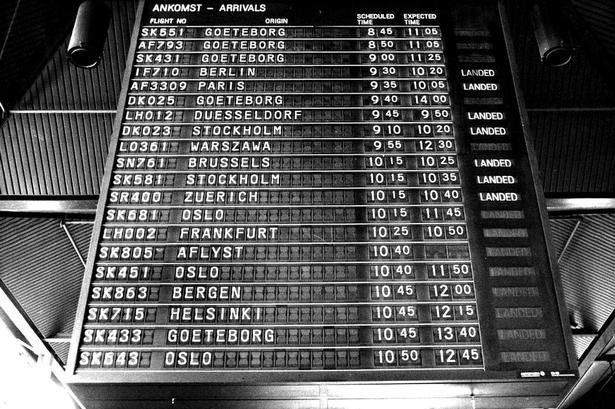 ANKOMST - ARRIVALS
FLIGHT NO ORIGIN SCHEDULED TIME EXPECTED TIME
SK551 GOETEBORG 8 45 11 05
AF793 GOETEBORG 8 50 11 05
SK431 GOETEBORG 9 00 11 25
IF710 BERLIN 9 30 10 20 LANDED
AF3309 PARIS 9 35 10 05 LANDED
DK025 GOETEBORG 9 40 14 00
LH012 DUESSELDORF 9 45 9 50 LANDED
DK023 STOCKHOLM 9 10 10 20 LANDED
LO361 WARSZAWA 9 55 12 30
SN761 BRUSSELS 10 15 10 25 LANDED
SK581 STOCKHOLM 10 15 10 35 LANDED
SR400 ZUERICH 10 15 10 40 LANDED
SK681 OSLO 10 15 11 45
LH002 FRANKFURT 10 25 10 50
SK805 AFLYST 10 40
SK451 OSLO 10 40 11 50
SK863 BERGEN 10 45 12 00
SK715 HELSINKI 10 45 12 15
SK433 GOETEBORG 10 45 13 40
SK643 OSLO 10 50 12 45